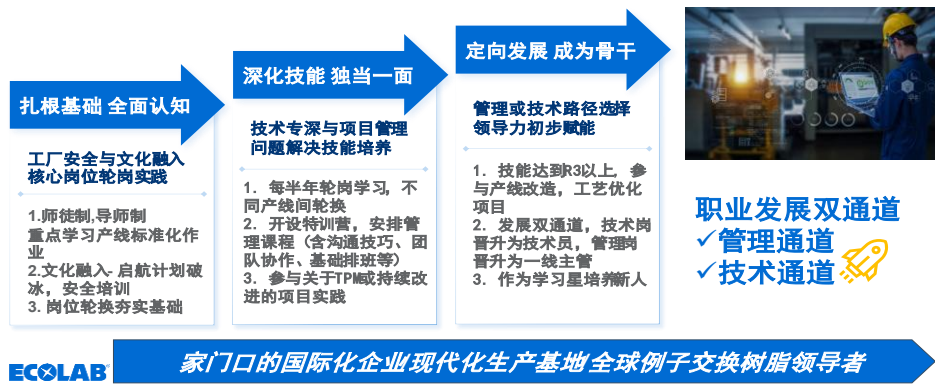 扎根基础 全面认知
工厂安全与文化融入
核心岗位轮岗实践
1.师徒制,导师制
重点学习产线标准化作
业
2.文化融入- 启航计划破
冰，安全培训
3. 岗位轮换夯实基础
深化技能 独当一面
技术专深与项目管理
问题解决技能培养
1. 每半年轮岗学习，不
同产线间轮换
2. 开设特训营，安排管
理课程（含沟通技巧、团
队协作、基础排班等）
3. 参与关于TPM或持续改
进的项目实践
定向发展 成为骨干
管理或技术路径选择
领导力初步赋能
1. 技能达到R3以上，参
与产线改造，工艺优化
项目
2. 发展双通道，技术岗
晋升为技术员，管理岗
晋升为一线主管
3. 作为学习星培养新人
职业发展双通道
✓管理通道
✓技术通道
ECOLAB®
家门口的国际化企业/现代化生产基地/全球例子交换树脂领导者